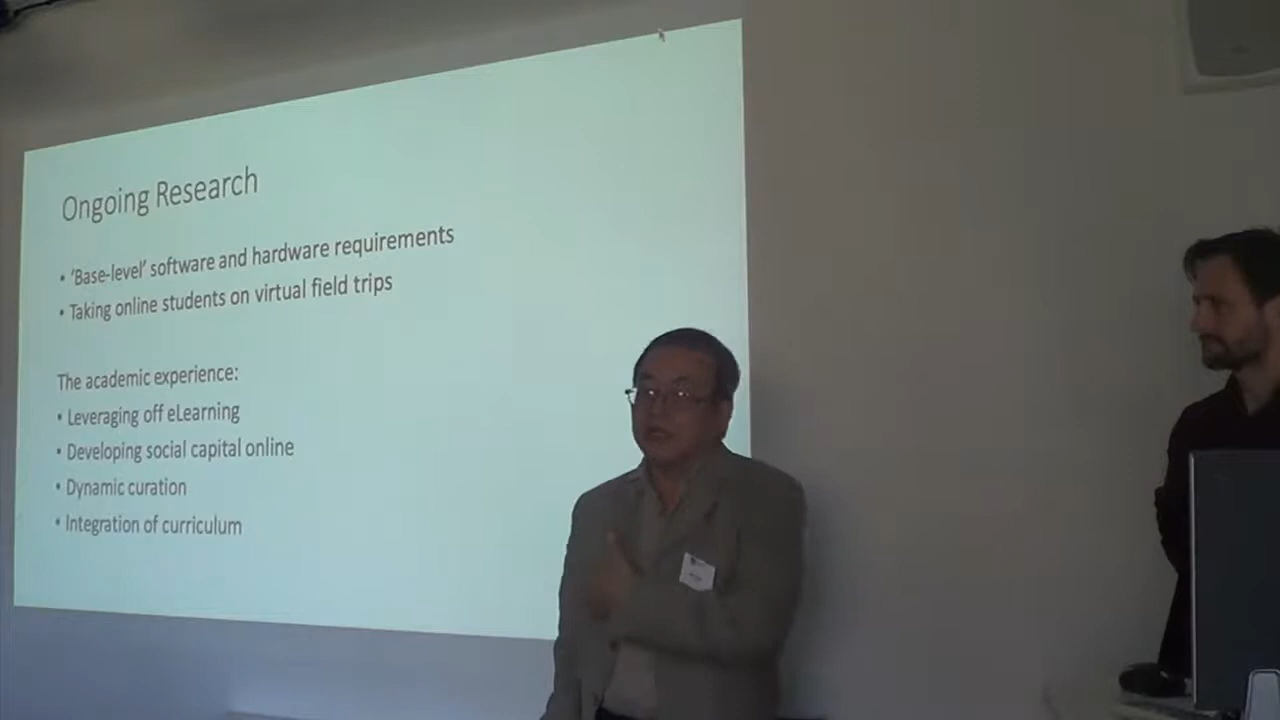 Ongoing Research
• 'Base-level' software and hardware requirements
• Taking online students on virtual field trips
The academic experience:
• Leveraging off eLearning
• Developing social capital online
• Dynamic curation
• Integration of curriculum